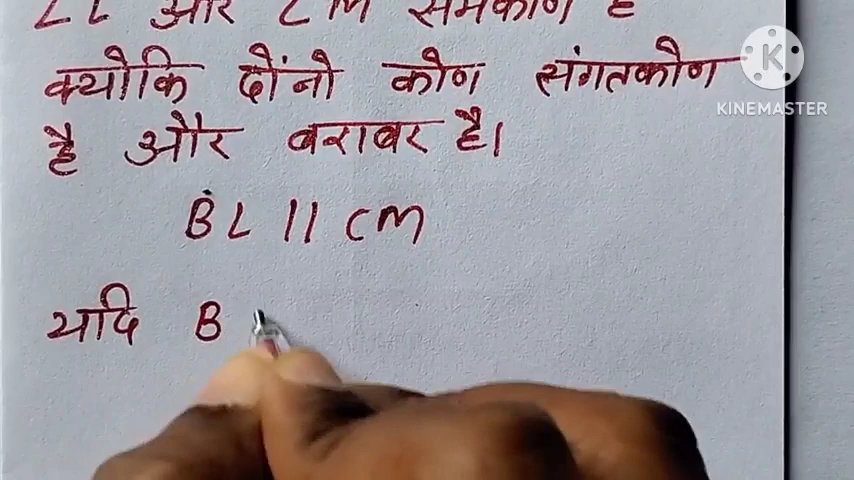 ∠L और ∠M समकोण है
क्योकि दोंनो कोण संगतकोण
है और बराबर है।
BL || CM
यदि B
KINEMASTER